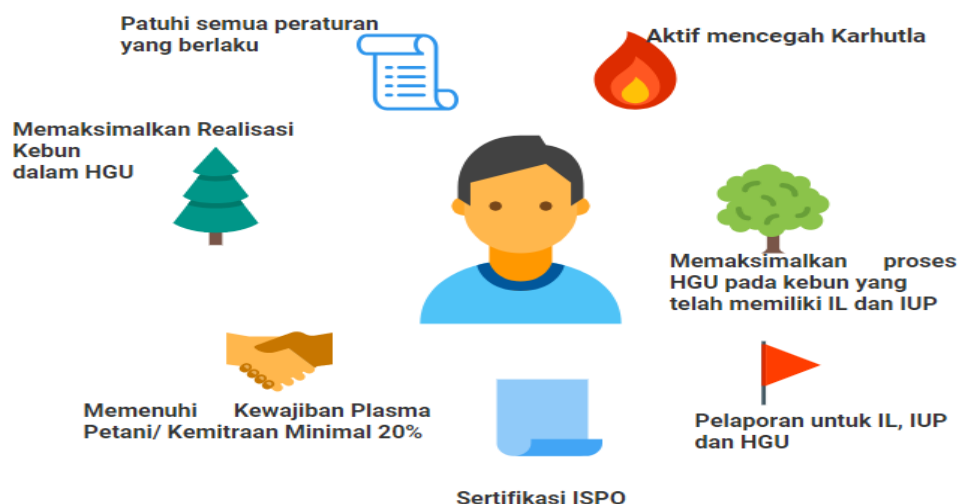 Patuhi semua peraturan
yang berlaku
Aktif mencegah Karhutla
Memaksimalkan Realisasi
Kebun
dalam HGU
Memaksimalkan proses
HGU pada kebun yang
telah memiliki IL dan IUP
Memenuhi Kewajiban Plasma
Petani/ Kemitraan Minimal 20%
Pelaporan untuk IL, IUP
dan HGU
Sertifikasi ISPO